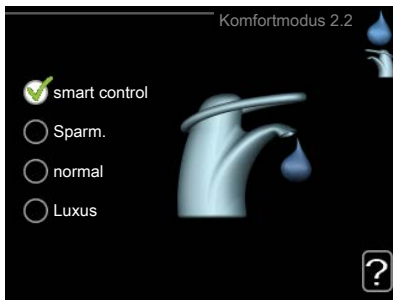 Komfortmodus 2.2
smart control
Sparm.
normal
Luxus
?